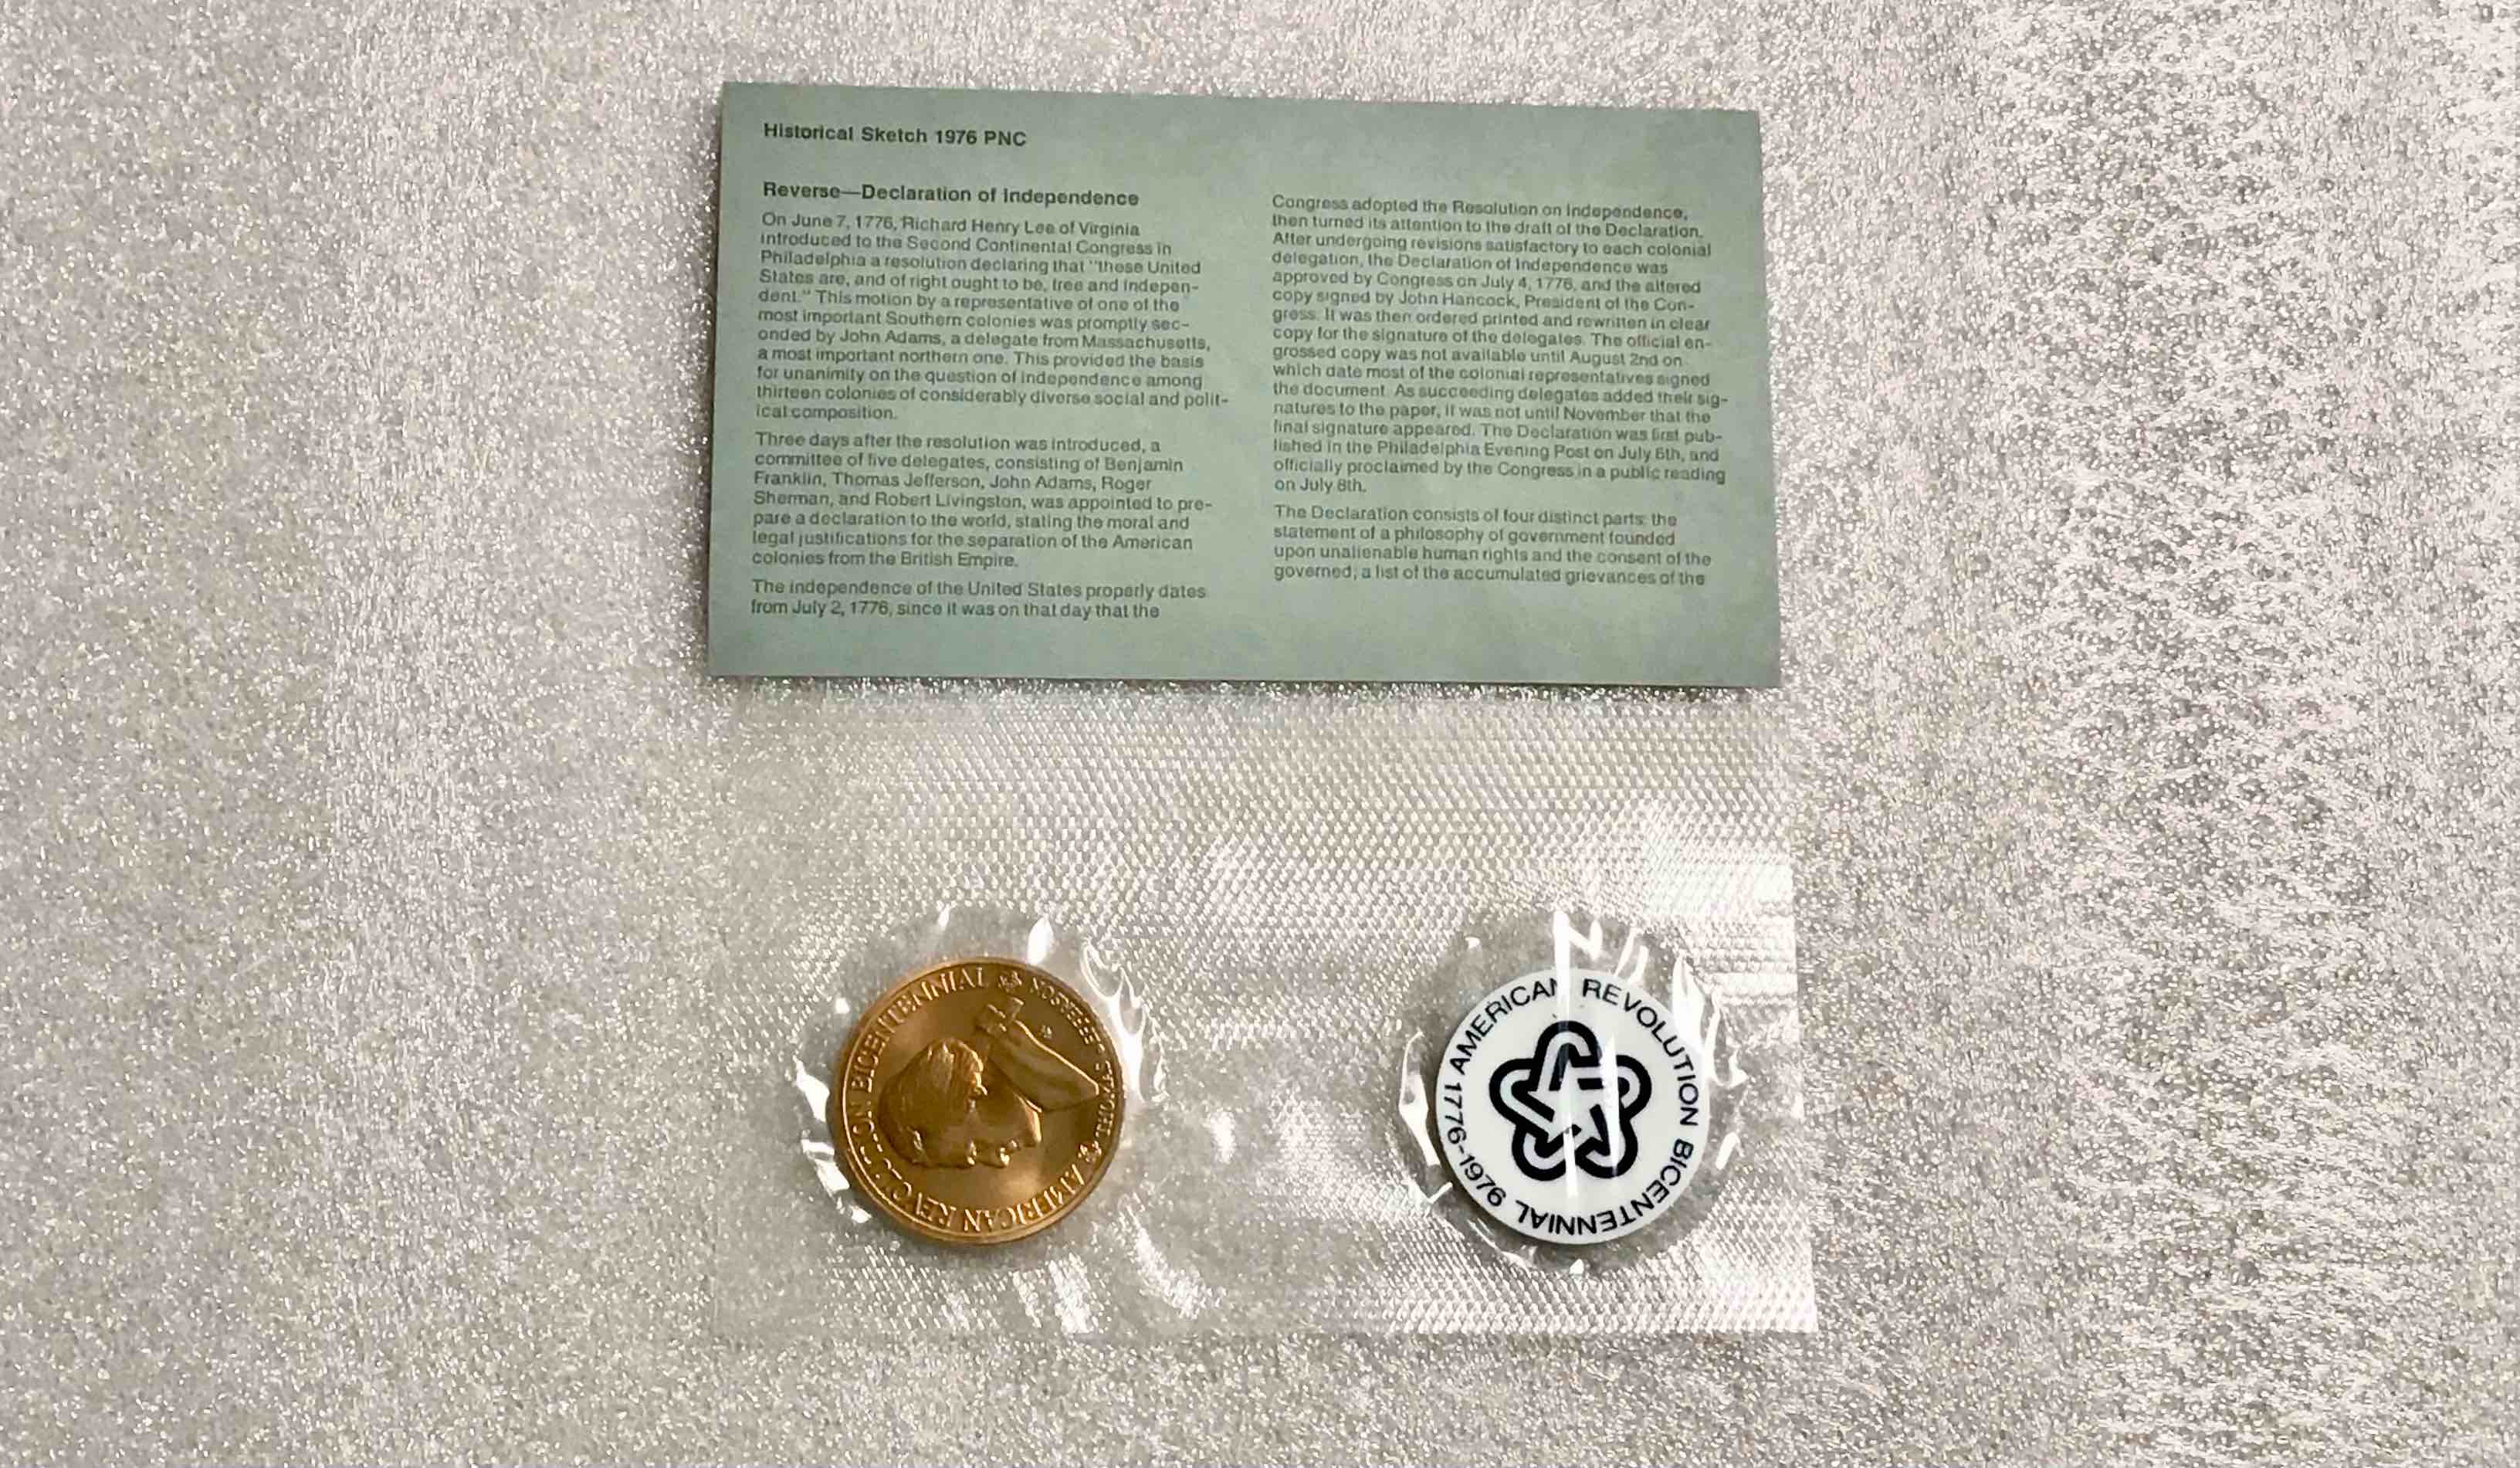 Historical Sketch 1976 PNC
Reverse—Declaration of Independence
On June 7, 1776, Richard Henry Lee of Virginia
introduced to the Second Continental Congress in
Philadelphia a resolution declaring that "these United
States are, and of right ought to be, free and Indepen-
dent." This motion by a representative of one of the
most important Southern colonies was promptly sec-
onded by John Adams, a delegate from Massachusetts,
a most important northern one. This provided the basis
for unanimity on the question of independence among
thirteen colonies of considerably diverse social and polit-
ical composition.
Three days after the resolution was introduced, a
committee of five delegates, consisting of Benjamin
Franklin, Thomas Jefferson, John Adams, Roger
Sherman, and Robert Livingston, was appointed to pre-
pare a declaration to the world, stating the moral and
legal justifications for the separation of the American
colonies from the British Empire.
The independence of the United States properly dates
from July 2, 1776, since it was on that day that the
Congress adopted the Resolution on Independence,
then turned its attention to the draft of the Declaration.
After undergoing revisions satisfactory to each colonial
delegation, the Declaration of Independence was
approved by Congress on July 4, 1776, and the altered
copy signed by John Hancock, President of the Con-
gress. It was then ordered printed and rewritten in clear
copy for the signature of the delegates. The official en-
grossed copy was not available until August 2nd on
which date most of the colonial representatives signed
the document. As succeeding delegates added their sig-
natures to the paper, it was not until November that the
final signature appeared. The Declaration was first pub-
lished in the Philadelphia Evening Post on July 6th, and
officially proclaimed by the Congress in a public reading
on July 8th.
The Declaration consists of four distinct parts: the
statement of a philosophy of government founded
upon unalienable human rights and the consent of the
governed; a list of the accumulated grievances of the
AMERICAN REVOLUTION BICENTENNIAL
AMERICAN REVOLUTION BICENTENNIAL
1776-1976